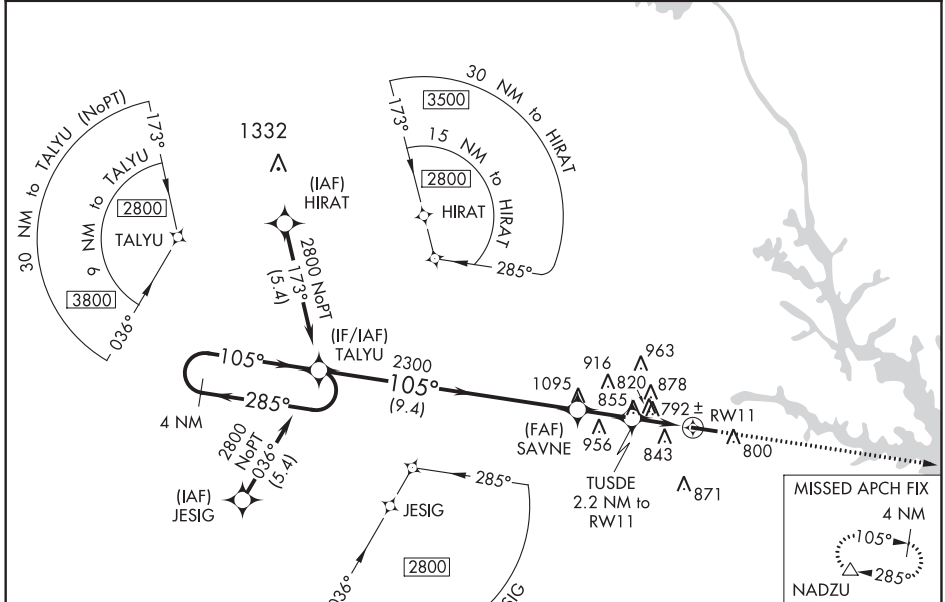 30 NM to TALYU (NoPT)
173°
9 NM to TALYU
2800
TALYU
3800
036°
1332
(IAF)
HIRAT
2800 NoPT
173°
(5.4)
30 NM to HIRAT
3500
173°
15 NM to HIRAT
2800
HIRAT
285°
(IF/IAF)
TALYU
105°
285°
4 NM
2300
105°
(9.4)
2800
NoPT
036°
(5.4)
(IAF)
JESIG
1095
(FAF)
SAVNE
916
963
820
878
855
792 ±
RW11
956
843
800
871
TUSDE
2.2 NM to
RW11
285°
JESIG
2800
036°
SIG
MISSED APCH FIX
4 NM
105°
285°
NADZU